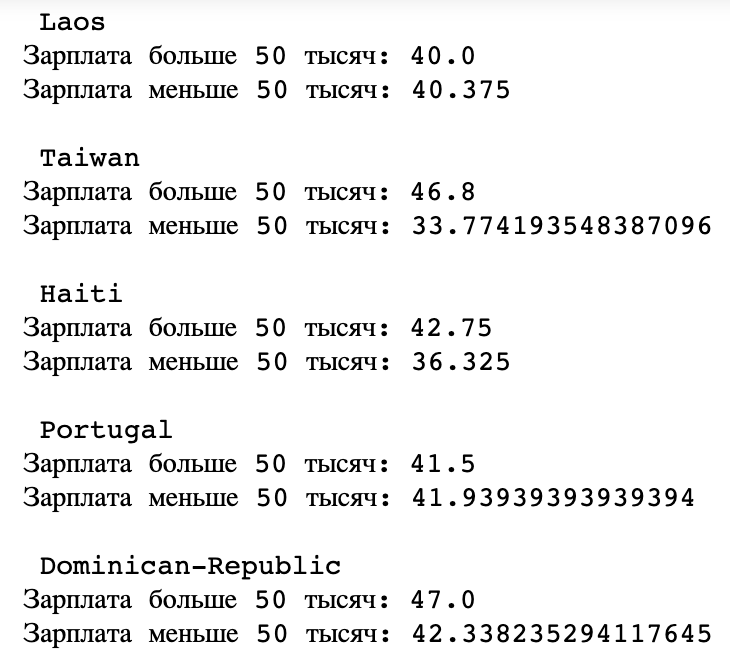 Laos
Зарплата больше 50 тысяч: 40.0
Зарплата меньше 50 тысяч: 40.375
Taiwan
Зарплата больше 50 тысяч: 46.8
Зарплата меньше 50 тысяч: 33.774193548387096
Haiti
Зарплата больше 50 тысяч: 42.75
Зарплата меньше 50 тысяч: 36.325
Portugal
Зарплата больше 50 тысяч: 41.5
Зарплата меньше 50 тысяч: 41.93939393939394
Dominican-Republic
Зарплата больше 50 тысяч: 47.0
Зарплата меньше 50 тысяч: 42.338235294117645